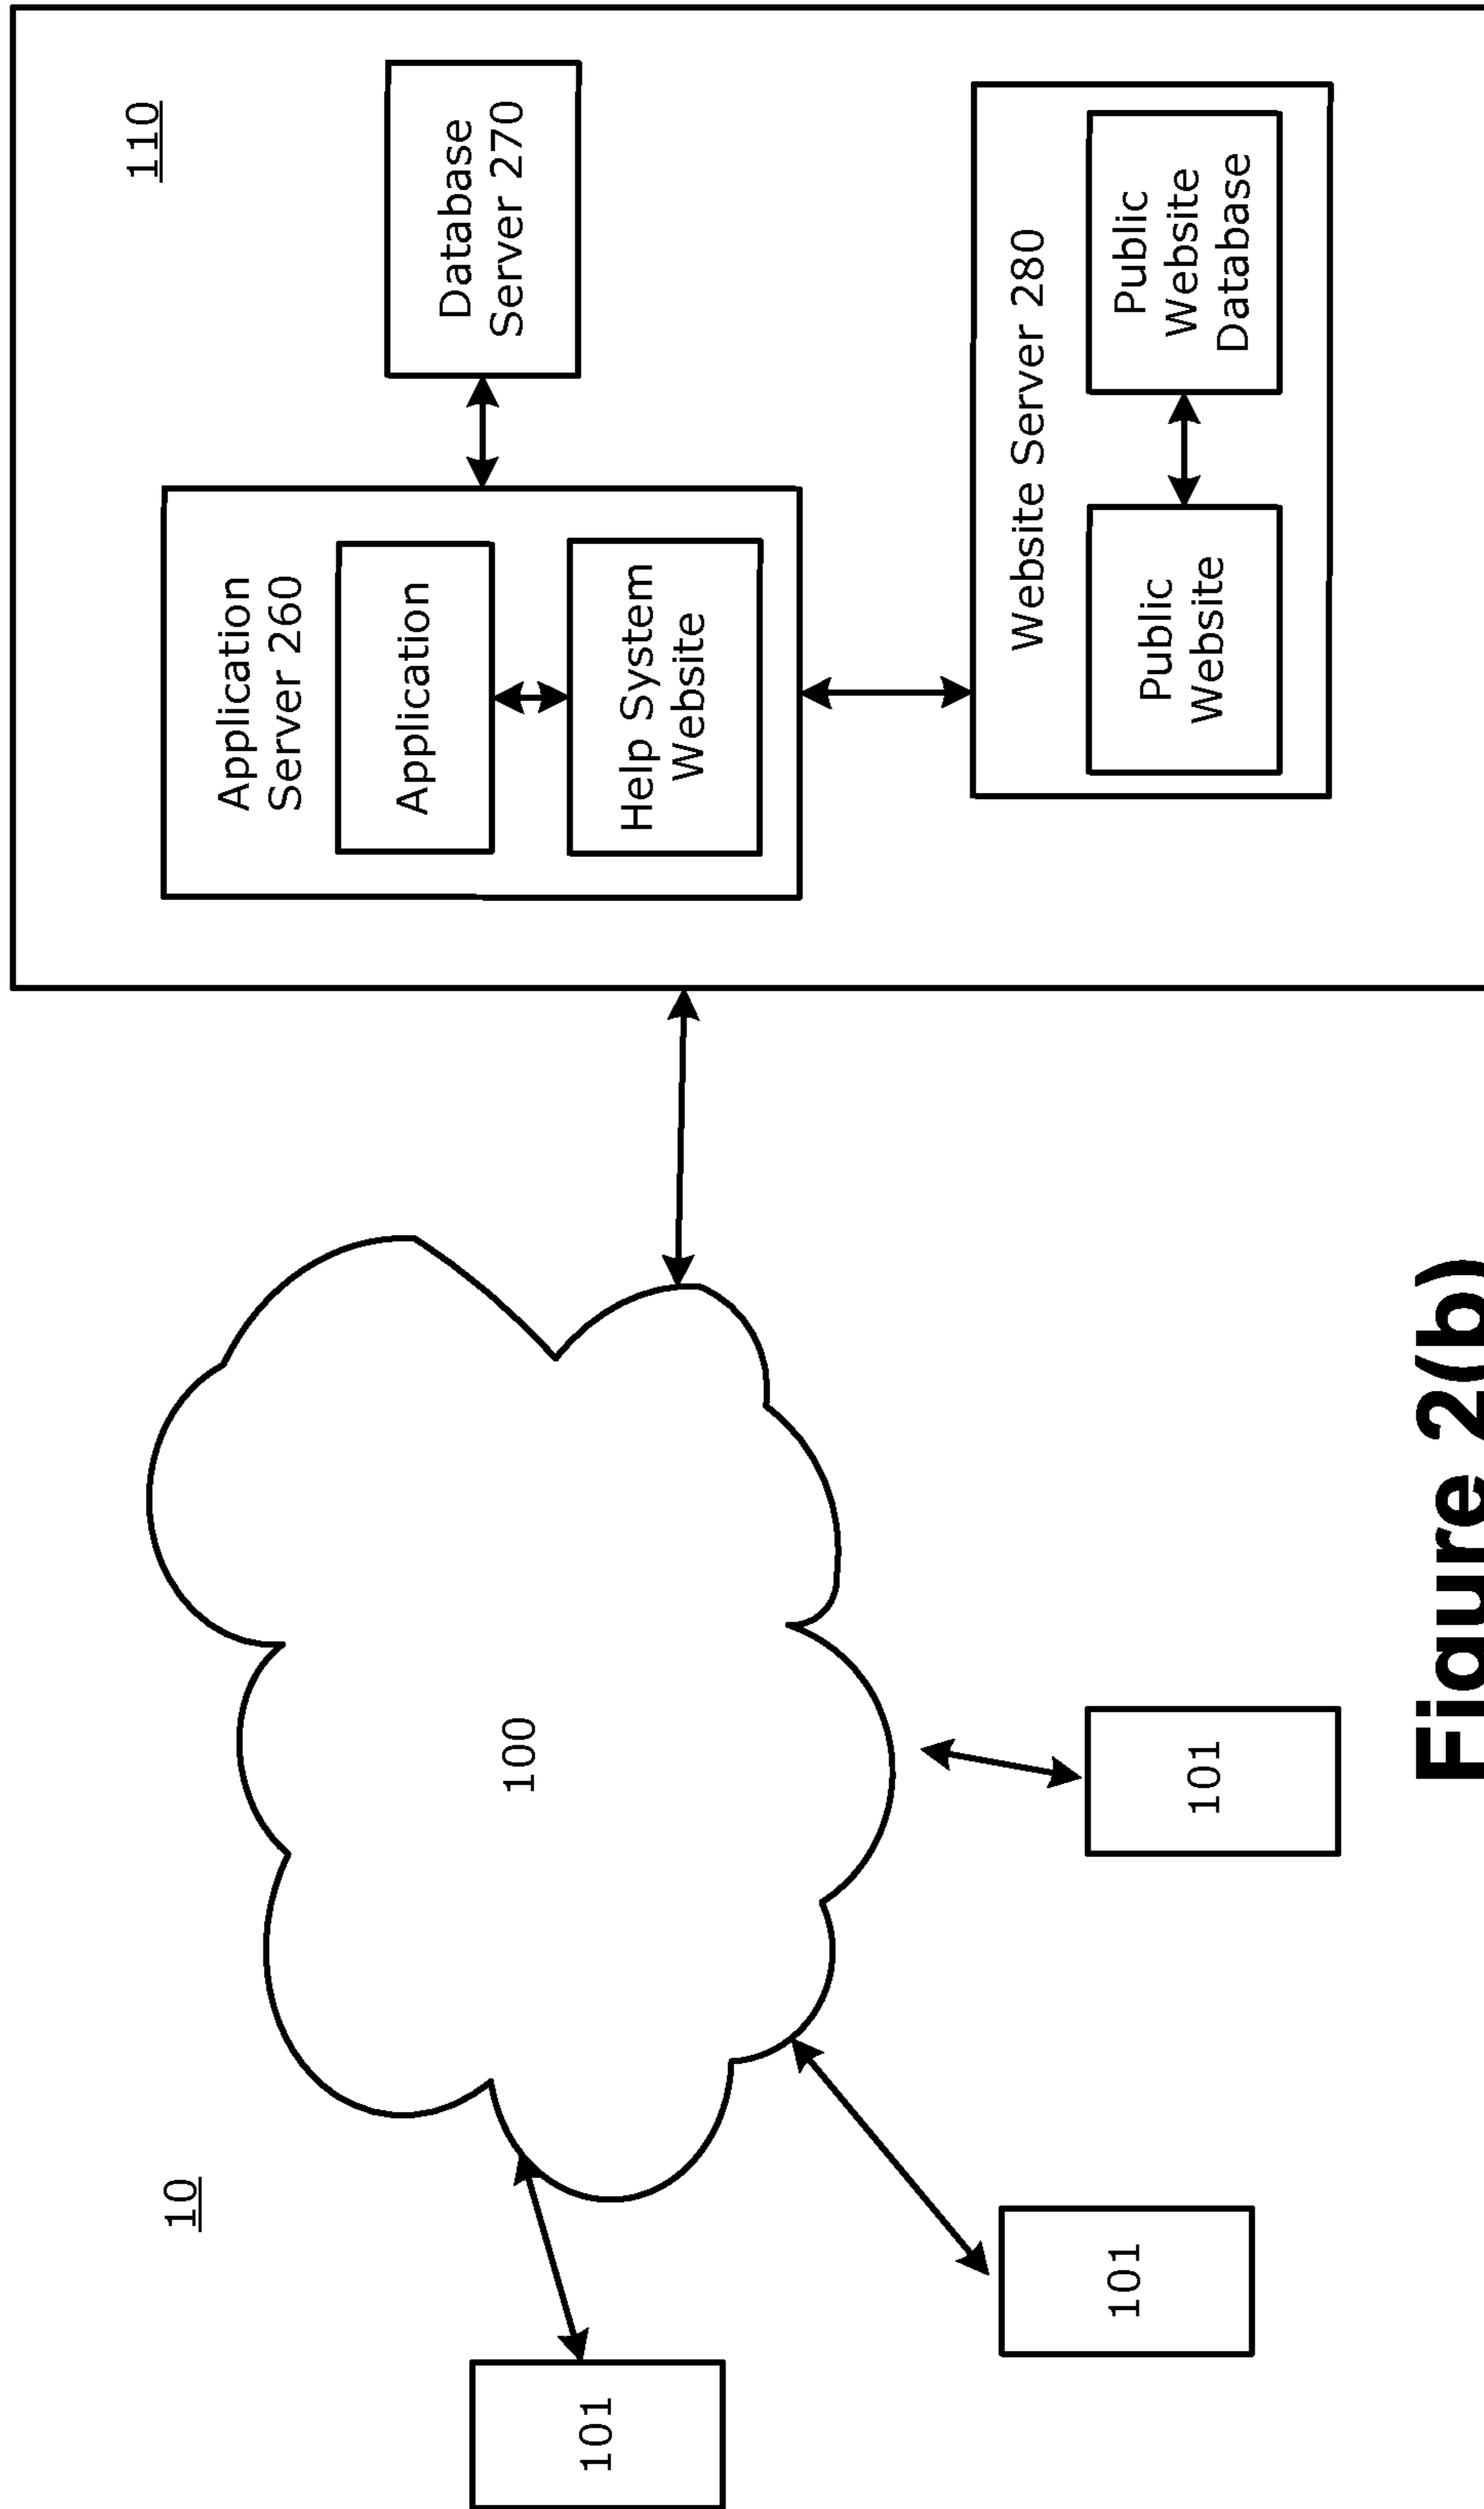 10
110
Application
Server 260
Application
Database
Server 270
100
101
Help System
Website
Website Server 280
101
101
Public
Website
Public
Website
Database
Figure 2(b)